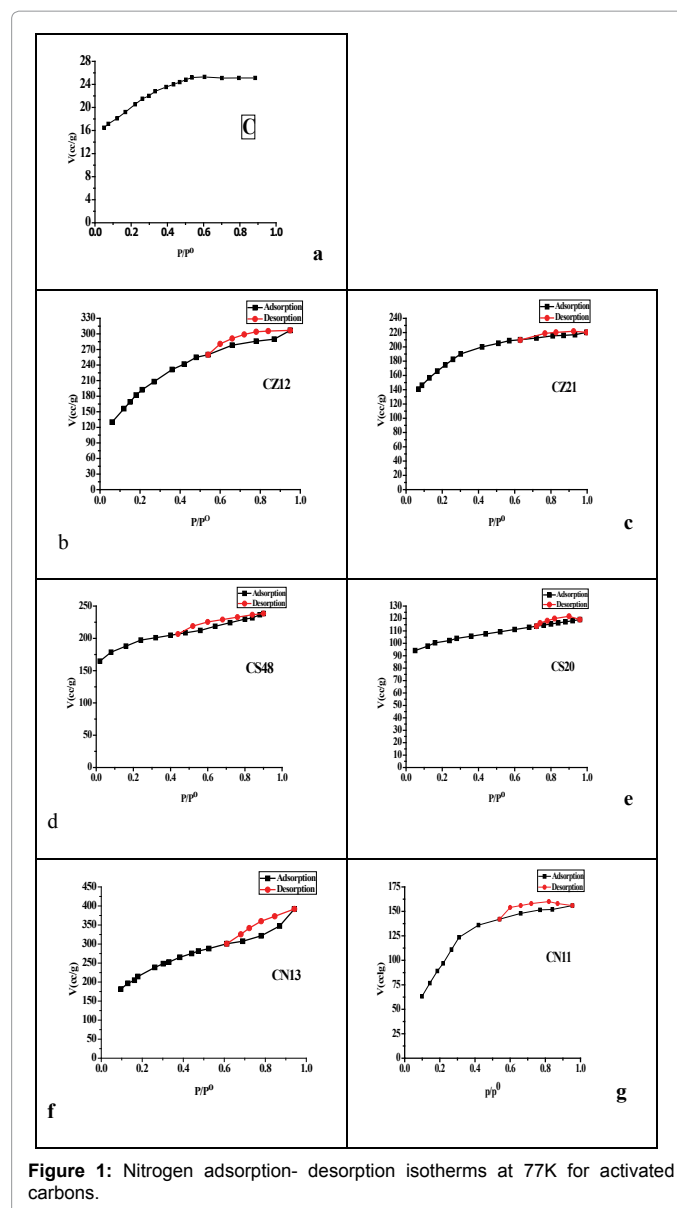 28
24
20
16
12
8
4
0
V(cc/g)
0.0 0.2 0.4 0.6 0.8 1.0
P/P⁰
C
a
330
300
270
240
210
180
150
120
90
60
30
0
V(cc/g)
0.0 0.2 0.4 0.6 0.8 1.0
P/P⁰
Adsorption
Desorption
CZ12
b
240
220
200
180
160
140
120
100
80
60
40
20
0
V(cc/g)
0.0 0.2 0.4 0.6 0.8 1.0
P/P⁰
Adsorption
Desorption
CZ21
c
250
200
150
100
50
0
V(cc/g)
0.0 0.2 0.4 0.6 0.8 1.0
P/P⁰
Adsorption
Desorption
CS48
d
130
120
110
100
90
80
70
60
50
40
30
20
10
0
V(cc/g)
0.0 0.2 0.4 0.6 0.8 1.0
P/P⁰
Adsorption
Desorption
CS20
e
450
400
350
300
250
200
150
100
50
0
V(cc/g)
0.0 0.2 0.4 0.6 0.8 1.0
P/P⁰
Adsorption
Desorption
CN13
f
175
150
125
100
75
50
25
0
V(cc/g)
0.0 0.2 0.4 0.6 0.8 1.0
p/p⁰
Adsorption
Desorption
CN11
g
Figure 1: Nitrogen adsorption- desorption isotherms at 77K for activated
carbons.